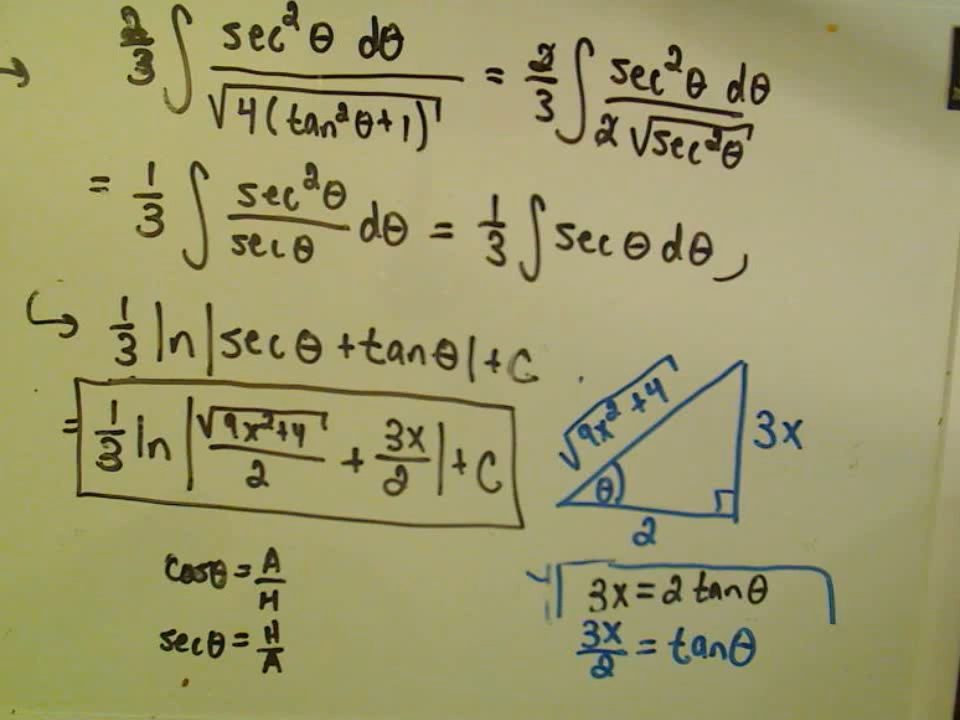 → 2/3 ∫ sec²θ dθ / √(4(tan²θ+1)) = 2/3 ∫ sec²θ dθ / 2√(sec²θ)
= 1/3 ∫ sec²θ/secθ dθ = 1/3 ∫ secθ dθ,
↳ 1/3 ln|secθ + tanθ| + C
= 1/3 ln|√(9x²+4)/2 + 3x/2| + C
√(9x²+4)
3x
θ
2
cosθ = A/H
secθ = H/A
3x = 2 tanθ
3x/2 = tanθ